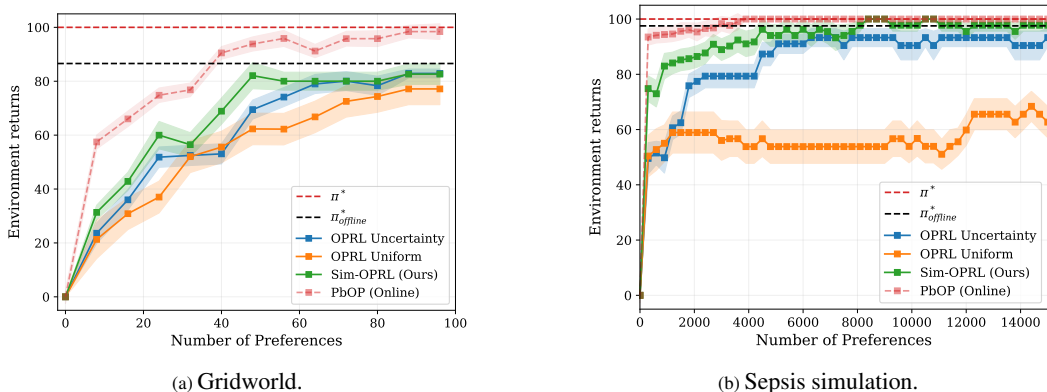 100
80
60
40
20
0
Environment returns
0
20
40
60
80
100
Number of Preferences
π*
π*offline
OPRL Uncertainty
OPRL Uniform
Sim-OPRL (Ours)
PbOP (Online)
(a) Gridworld.
100
80
60
40
20
0
Environment returns
0
2000
4000
6000
8000
10000
12000
14000
Number of Preferences
π*
π*offline
OPRL Uncertainty
OPRL Uniform
Sim-OPRL (Ours)
PbOP (Online)
(b) Sepsis simulation.